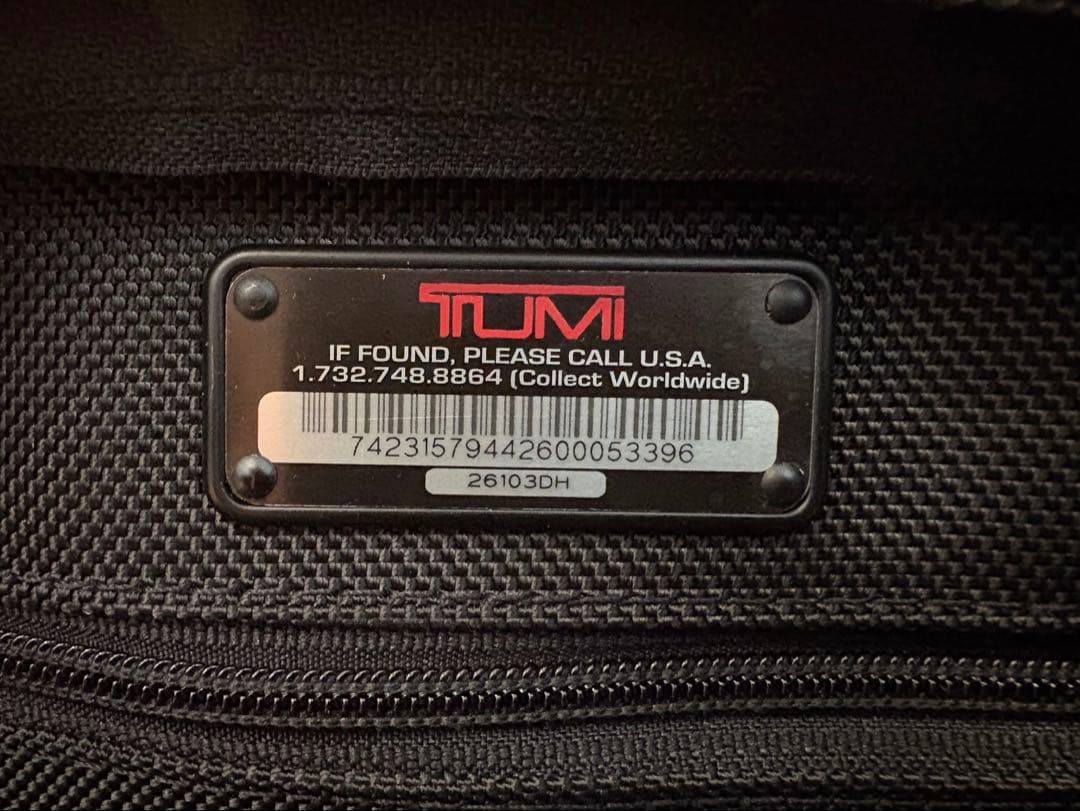 TUMI
IF FOUND, PLEASE CALL U.S.A.
1.732.748.8864 (Collect Worldwide)
74231579442600053396
26103DH